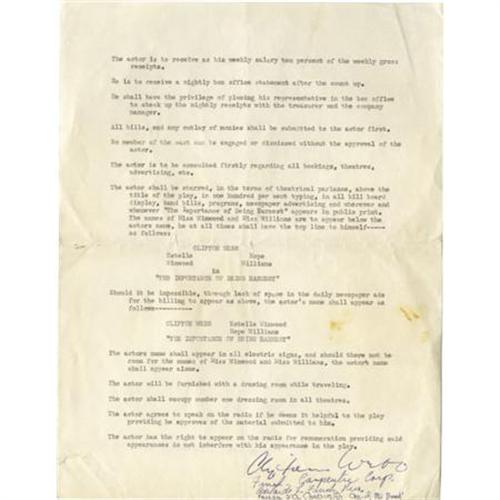 The actor is to receive as his weekly salary ten percent of the weekly gross
receipts.
He is to receive a nightly box office statement after the count up.
He shall have the privilege of placing his representative in the box office
to check up the nightly receipts with the treasurer and the company
manager.
All bills, and any outlay of monies shall be submitted to the actor first.
No member of the cast can be engaged or dismissed without the approval of the
actor.
The actor is to be consulted firstly regarding all bookings, theatres,
advertising, etc.
The actor shall be starred, in the terms of theatrical parlance, above the
title of the play, in one hundred per cent typing, in all bill board
display, hand bills, programs, newspaper advertising and wherever and
whenever "The Importance of Being Earnest" appears in public print.
The names of Miss Winwood and Miss Williams are to appear below the
actors name, he at all times shall have the top line to himself-----
as follows:
CLIFTON WEBB
Estelle Hope
Winwood Williams
in
"THE IMPORTANCE OF BEING EARNEST"
Should it be impossible, through lack of space in the daily newspaper ads
for the billing to appear as above, the actor's name shall appear as
follows----------
CLIFTON WEBB Estelle Winwood
Hope Williams
"THE IMPORTANCE OF BEING EARNEST"
The actors name shall appear in all electric signs, and should there not be
room for the names of Miss Winwood and Miss Williams, the actors name
shall appear alone.
The actor will be furnished with a drawing room while traveling.
The actor shall occupy number one dressing room in all theatres.
The actor agrees to speak on the radio if he deems it helpful to the play
providing he approves of the material submitted to him.
The actor has the right to appear on the radio for remuneration providing said
appearances do not interfere with his appearance in the play.
Clifton Webb
Carpenter Corp.